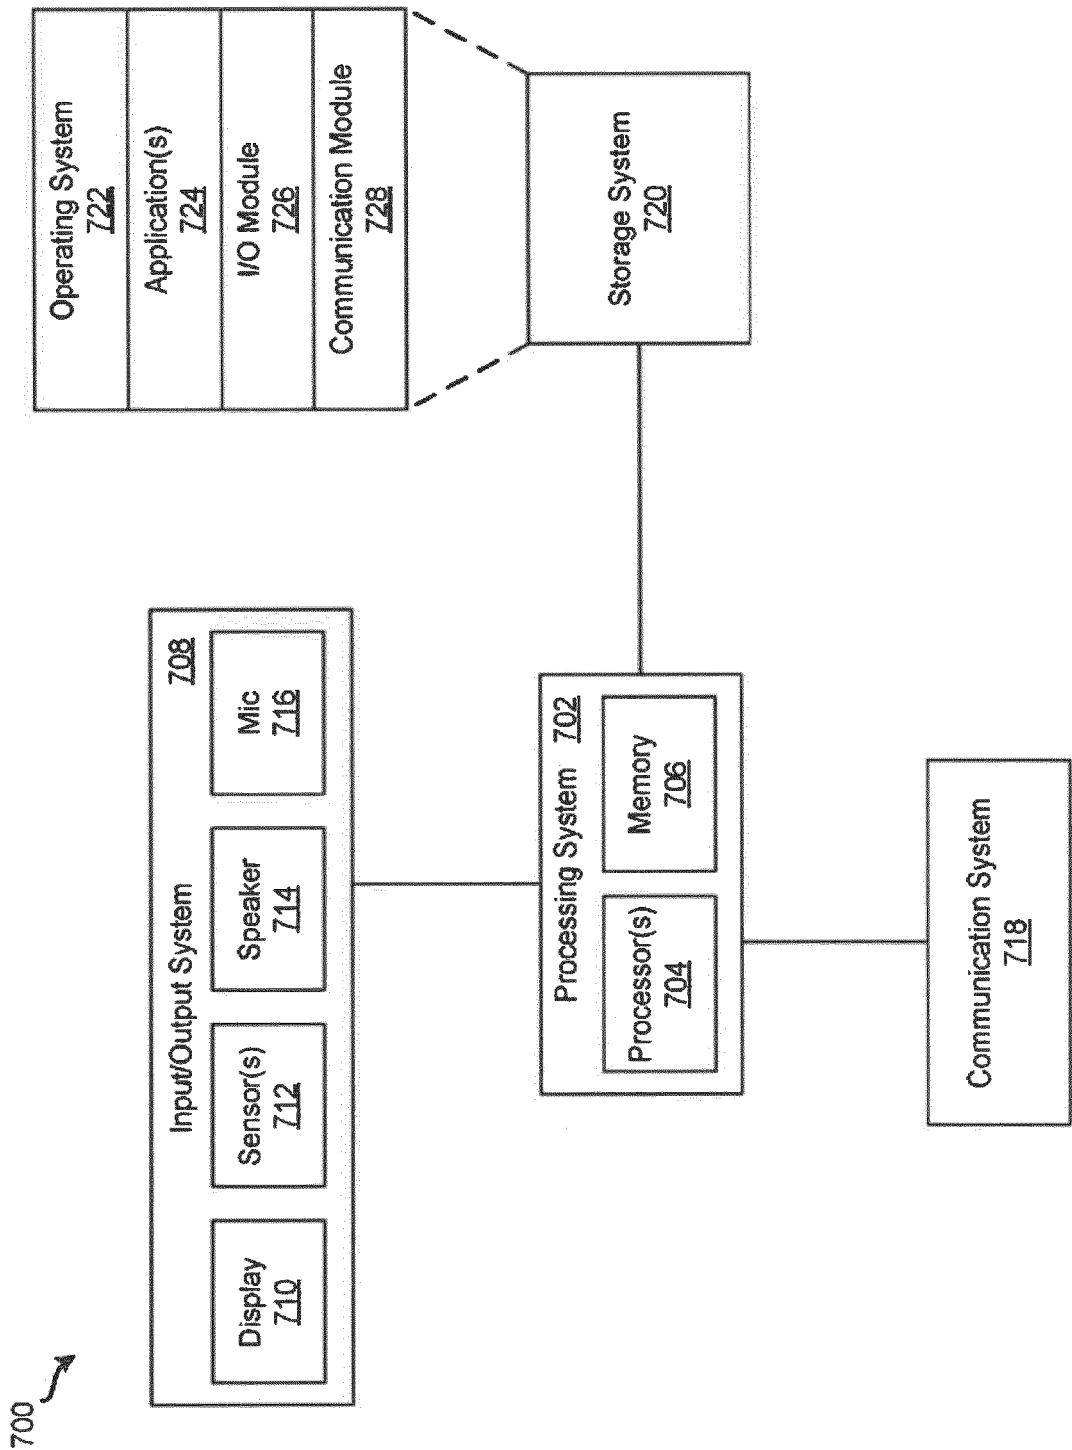 700
Input/Output System
708
Display
710
Sensor(s)
712
Speaker
714
Mic
716
Processing System
702
Processor(s)
704
Memory
706
Communication System
718
Operating System
722
Application(s)
724
I/O Module
726
Communication Module
728
Storage System
720